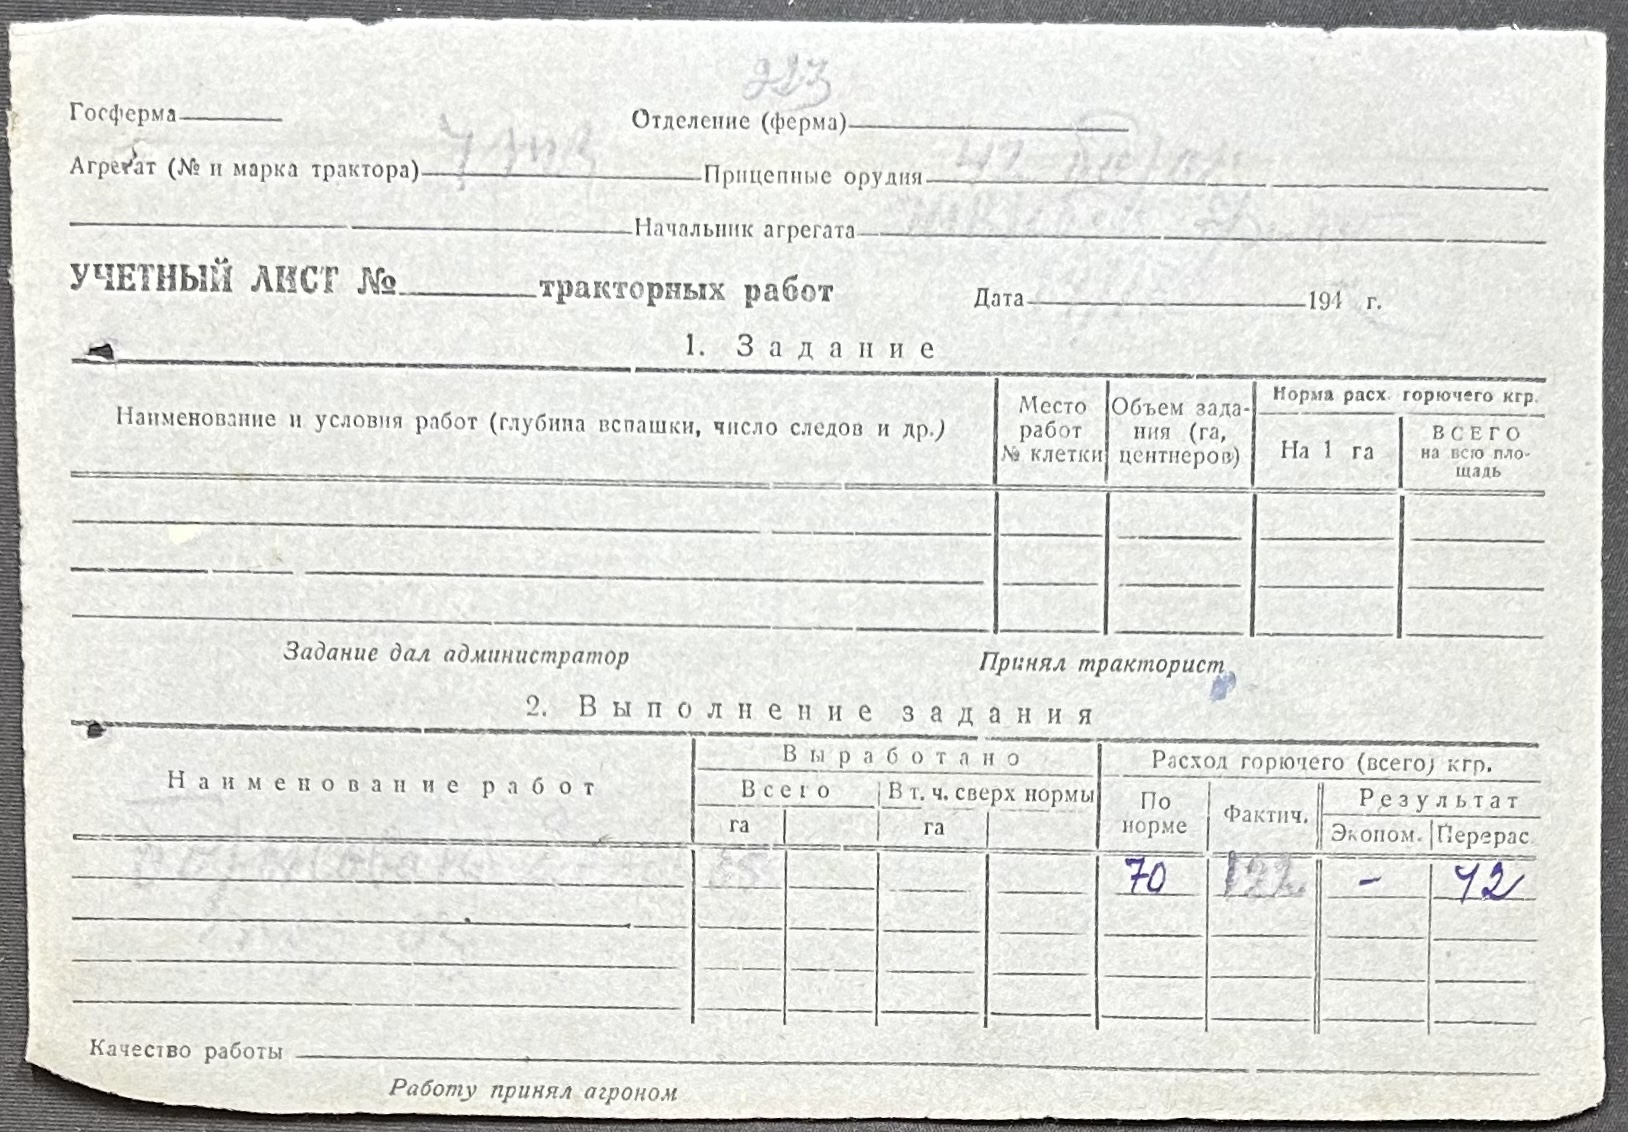 223
Госферма
Отделение (ферма)
Агрегат (№ и марка трактора)
Прицепные орудия
Начальник агрегата
УЧЕТНЫЙ ЛИСТ № тракторных работ
Дата 194 г.
1. Задание
Наименование и условия работ (глубина вспашки, число следов и др.)
Место работ № клетки
Объем задания (га, центнеров)
Норма расх. горючего кгр.
На 1 га
ВСЕГО на всю площадь
Задание дал администратор
Принял тракторист
2. Выполнение задания
Наименование работ
Выработано
Всего
В т. ч. сверх нормы
га
га
Расход горючего (всего) кгр.
По норме
Фактич.
Результат
Эконом.
Перерас.
70
-
Качество работы
Работу принял агроном